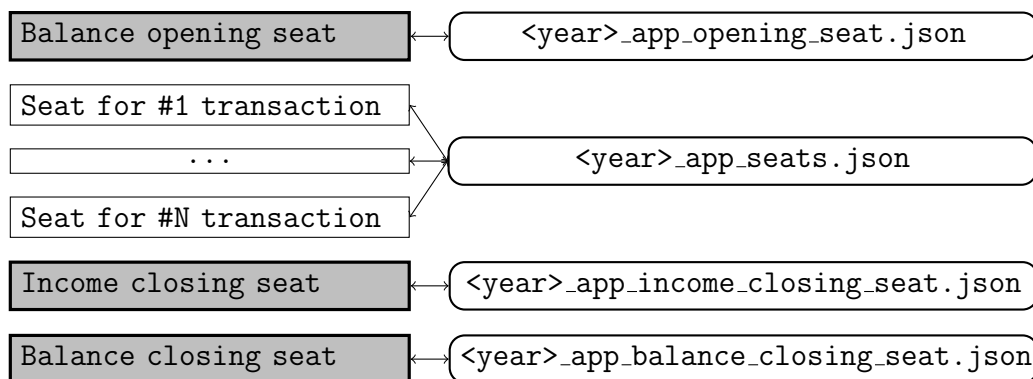 Balance opening seat
<year>_app_opening_seat.json
Seat for #1 transaction
...
<year>_app_seats.json
Seat for #N transaction
Income closing seat
<year>_app_income_closing_seat.json
Balance closing seat
<year>_app_balance_closing_seat.json